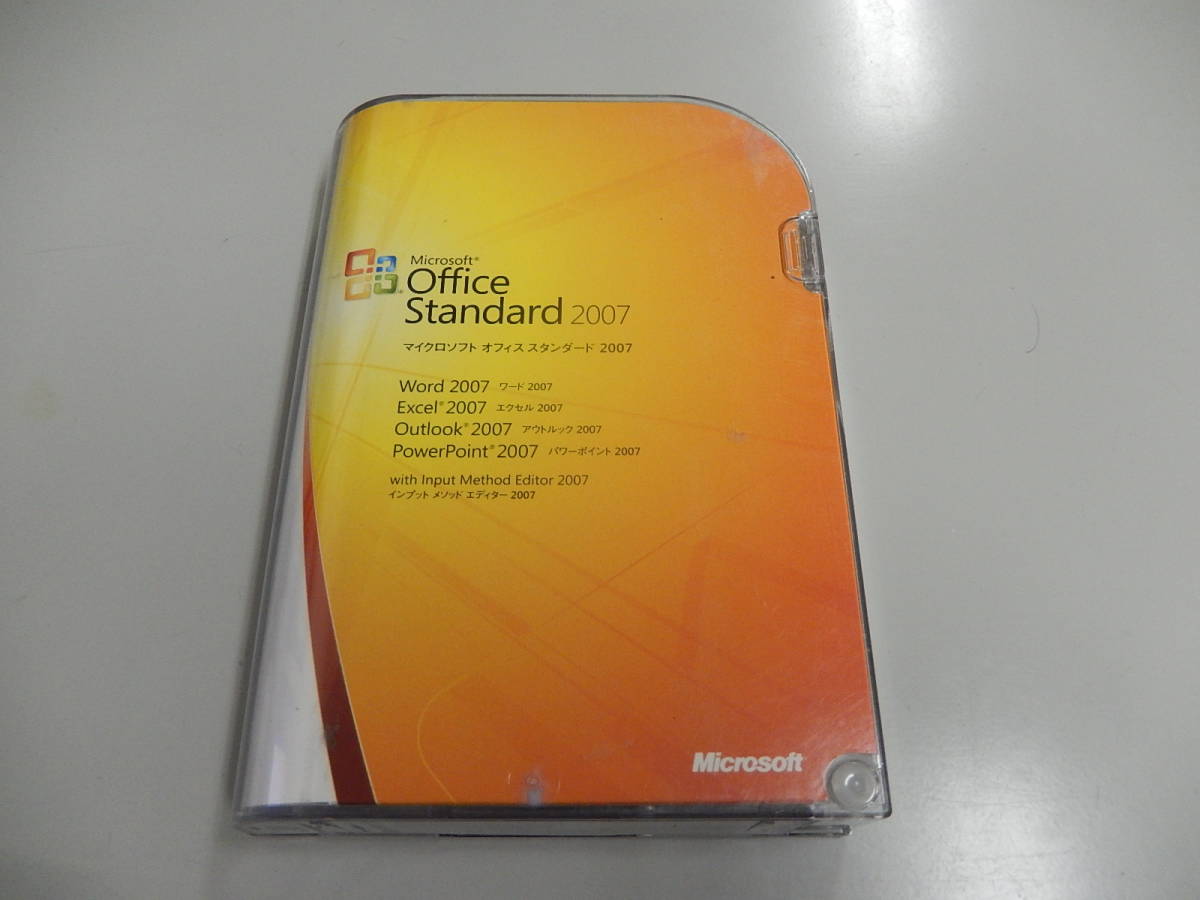 Microsoft®
Office
Standard 2007
マイクロソフト オフィス スタンダード 2007
Word 2007 ワード 2007
Excel® 2007 エクセル 2007
Outlook® 2007 アウトルック 2007
PowerPoint® 2007 パワーポイント 2007
with Input Method Editor 2007
インプット メソッド エディター 2007
Microsoft